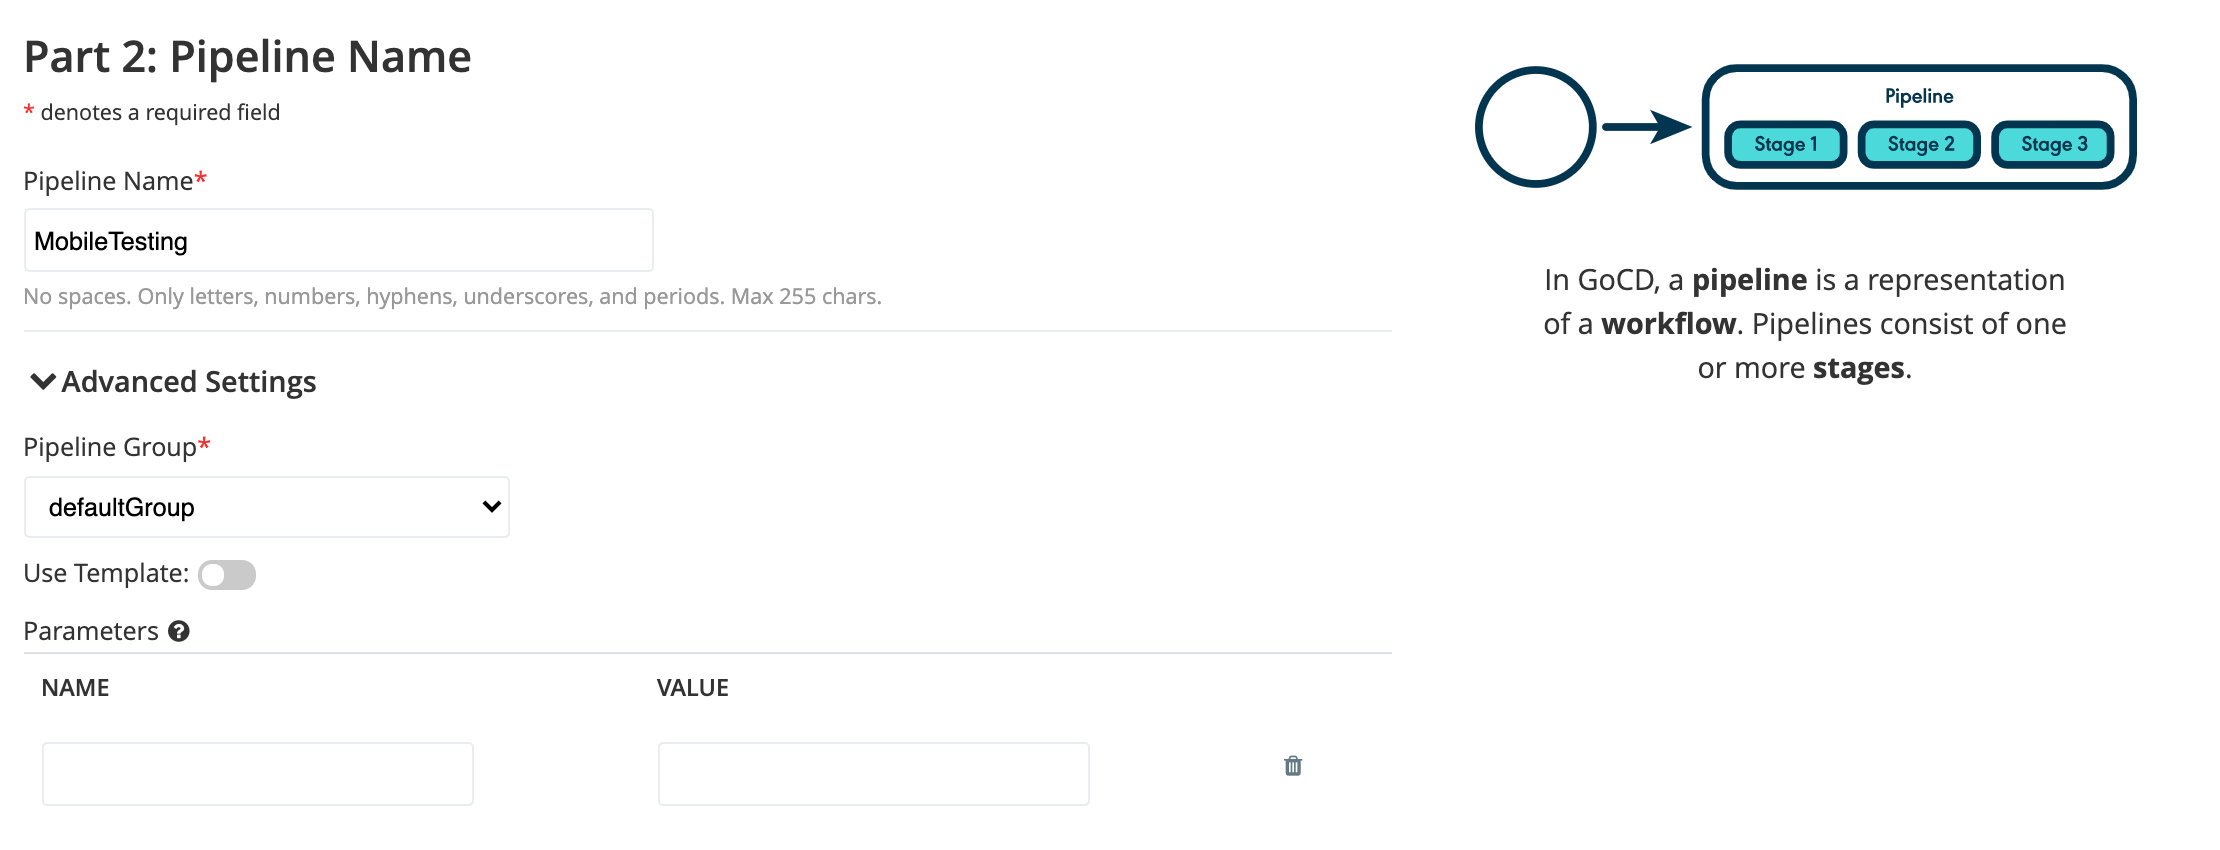 Part 2: Pipeline Name
* denotes a required field
Pipeline Name*
MobileTesting
No spaces. Only letters, numbers, hyphens, underscores, and periods. Max 255 chars.
Advanced Settings
Pipeline Group*
defaultGroup
Use Template:
Parameters ?
NAME VALUE
Pipeline
Stage 1 Stage 2 Stage 3
In GoCD, a pipeline is a representation
of a workflow. Pipelines consist of one
or more stages.